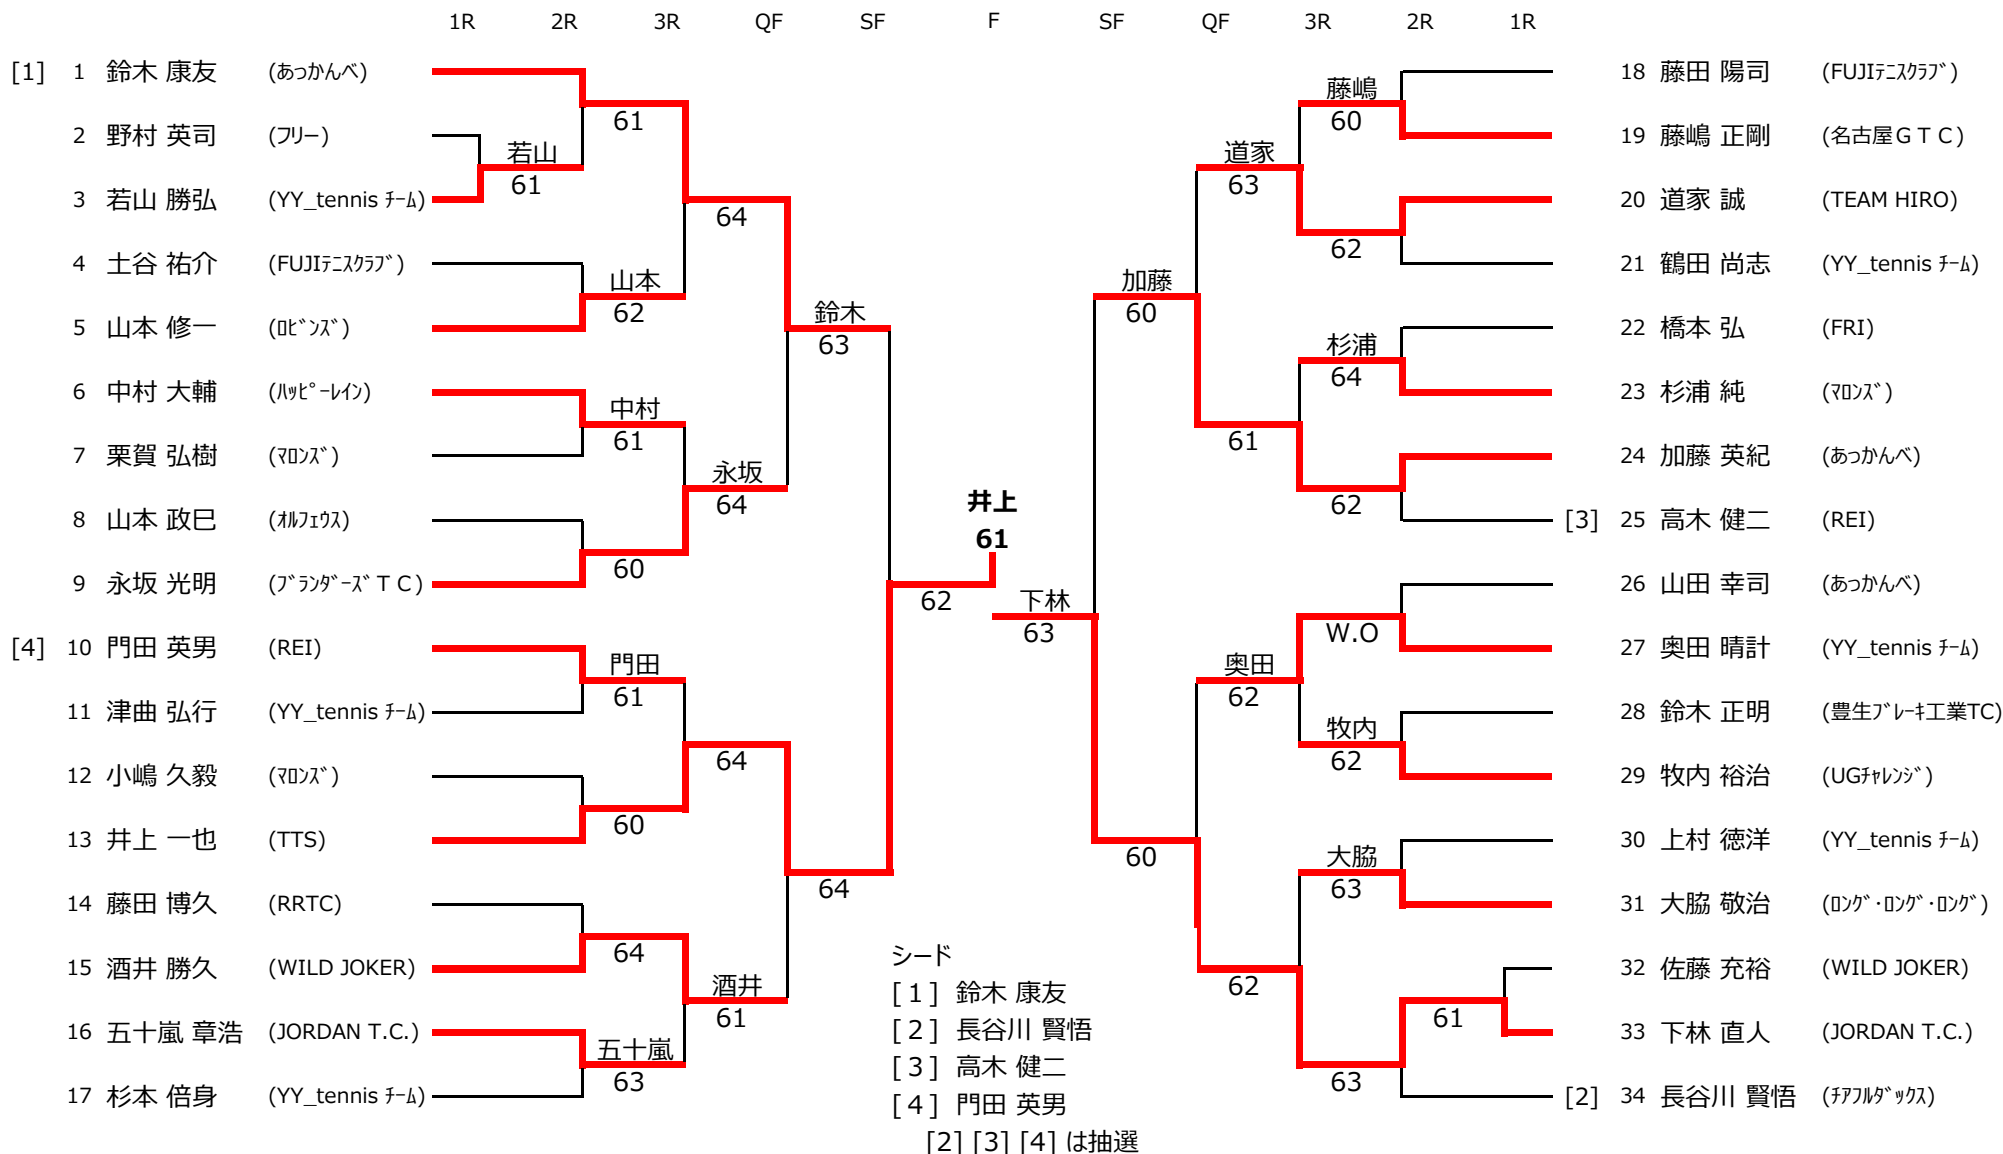 1R 2R 3R QF SF F SF QF 3R 2R 1R
[1] 1 鈴木 康友 (あっかんべ)
61
2 野村 英司 (フリー)
若山
61
3 若山 勝弘 (YY_tennis ﾁｰﾑ)
64
4 土谷 祐介 (FUJIﾃﾆｽｸﾗﾌﾞ)
山本
62
5 山本 修一 (ﾛﾋﾞﾝｽﾞ)
鈴木
63
6 中村 大輔 (ﾊｯﾋﾟｰﾚｲﾝ)
中村
61
7 栗賀 弘樹 (ﾏﾛﾝｽﾞ)
永坂
64
8 山本 政巳 (ｵﾙﾌｪｳｽ)
60
9 永坂 光明 (ﾌﾞﾗﾝﾀﾞｰｽﾞＴＣ)
62
[4] 10 門田 英男 (REI)
門田
61
11 津曲 弘行 (YY_tennis ﾁｰﾑ)
64
12 小嶋 久毅 (ﾏﾛﾝｽﾞ)
60
13 井上 一也 (TTS)
64
14 藤田 博久 (RRTC)
64
15 酒井 勝久 (WILD JOKER)
酒井
61
16 五十嵐 章浩 (JORDAN T.C.)
五十嵐
63
17 杉本 倍身 (YY_tennis ﾁｰﾑ)
井上
61
下林
63
シード
[１] 鈴木 康友
[２] 長谷川 賢悟
[３] 高木 健二
[４] 門田 英男
[2] [3] [4] は抽選
18 藤田 陽司 (FUJIﾃﾆｽｸﾗﾌﾞ)
藤嶋
60
19 藤嶋 正剛 (名古屋ＧＴＣ)
道家
63
20 道家 誠 (TEAM HIRO)
62
21 鶴田 尚志 (YY_tennis ﾁｰﾑ)
加藤
60
22 橋本 弘 (FRI)
杉浦
64
23 杉浦 純 (ﾏﾛﾝｽﾞ)
61
24 加藤 英紀 (あっかんべ)
62
[3] 25 高木 健二 (REI)
26 山田 幸司 (あっかんべ)
W.O
27 奥田 晴計 (YY_tennis ﾁｰﾑ)
奥田
62
28 鈴木 正明 (豊生ﾌﾞﾚｰｷ工業TC)
牧内
62
29 牧内 裕治 (UGﾁｬﾚﾝｼﾞ)
60
30 上村 徳洋 (YY_tennis ﾁｰﾑ)
大脇
63
31 大脇 敬治 (ﾛﾝｸﾞ･ﾛﾝｸﾞ･ﾛﾝｸﾞ)
62
32 佐藤 充裕 (WILD JOKER)
61
33 下林 直人 (JORDAN T.C.)
63
[2] 34 長谷川 賢悟 (ﾁｱﾌﾙﾀﾞｯｸｽ)